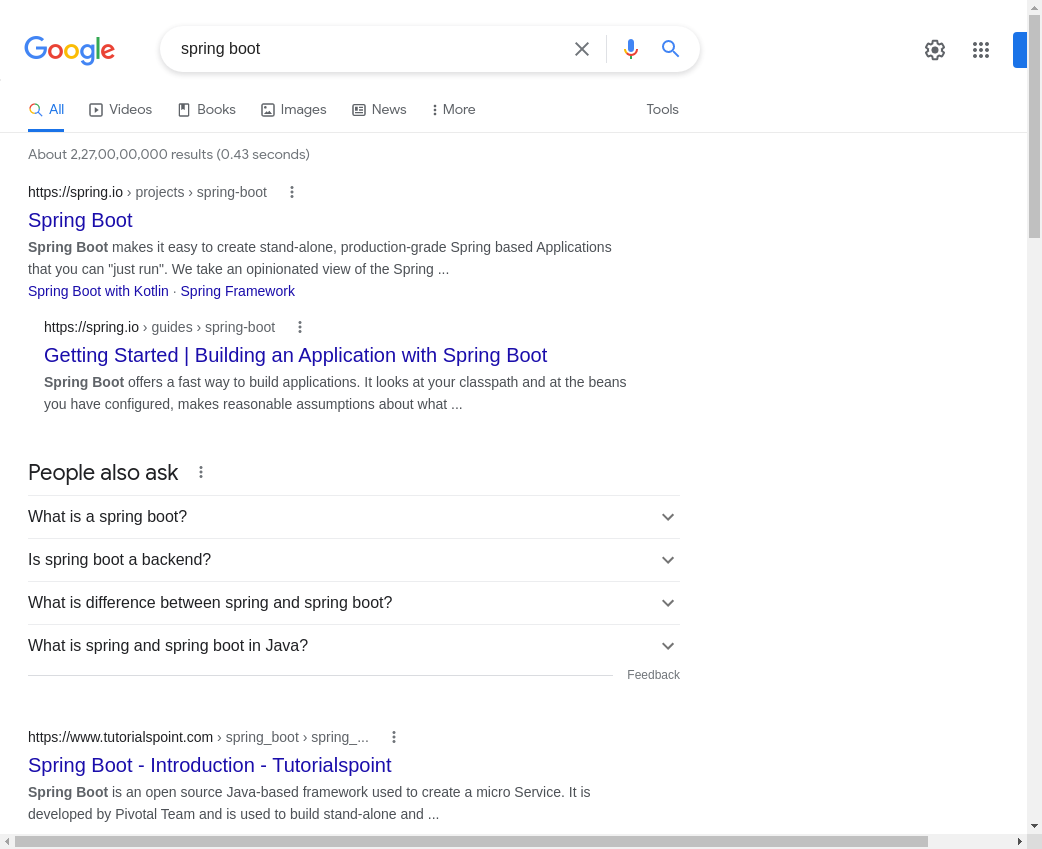 Google
spring boot
All Videos Books Images News More Tools
About 2,27,00,00,000 results (0.43 seconds)
https://spring.io › projects › spring-boot
Spring Boot
Spring Boot makes it easy to create stand-alone, production-grade Spring based Applications
that you can "just run". We take an opinionated view of the Spring ...
Spring Boot with Kotlin · Spring Framework
https://spring.io › guides › spring-boot
Getting Started | Building an Application with Spring Boot
Spring Boot offers a fast way to build applications. It looks at your classpath and at the beans
you have configured, makes reasonable assumptions about what ...
People also ask
What is a spring boot?
Is spring boot a backend?
What is difference between spring and spring boot?
What is spring and spring boot in Java?
Feedback
https://www.tutorialspoint.com › spring_boot › spring_...
Spring Boot - Introduction - Tutorialspoint
Spring Boot is an open source Java-based framework used to create a micro Service. It is
developed by Pivotal Team and is used to build stand-alone and ...